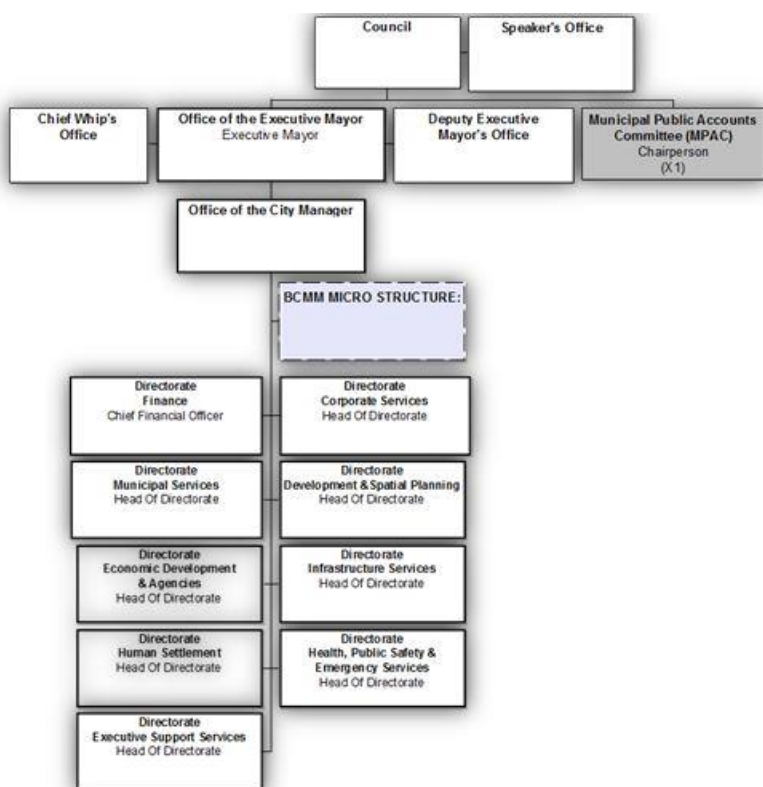 Council
Speaker's Office
Chief Whip's
Office
Office of the Executive Mayor
Executive Mayor
Deputy Executive
Mayor's Office
Municipal Public Accounts
Committee (MPAC)
Chairperson
(X1)
Office of the City Manager
BCMM MICRO STRUCTURE:
Directorate
Finance
Chief Financial Officer
Directorate
Corporate Services
Head Of Directorate
Directorate
Municipal Services
Head Of Directorate
Directorate
Development & Spatial Planning
Head Of Directorate
Directorate
Economic Development
& Agencies
Head Of Directorate
Directorate
Infrastructure Services
Head Of Directorate
Directorate
Human Settlement
Head Of Directorate
Directorate
Health, Public Safety &
Emergency Services
Head Of Directorate
Directorate
Executive Support Services
Head Of Directorate